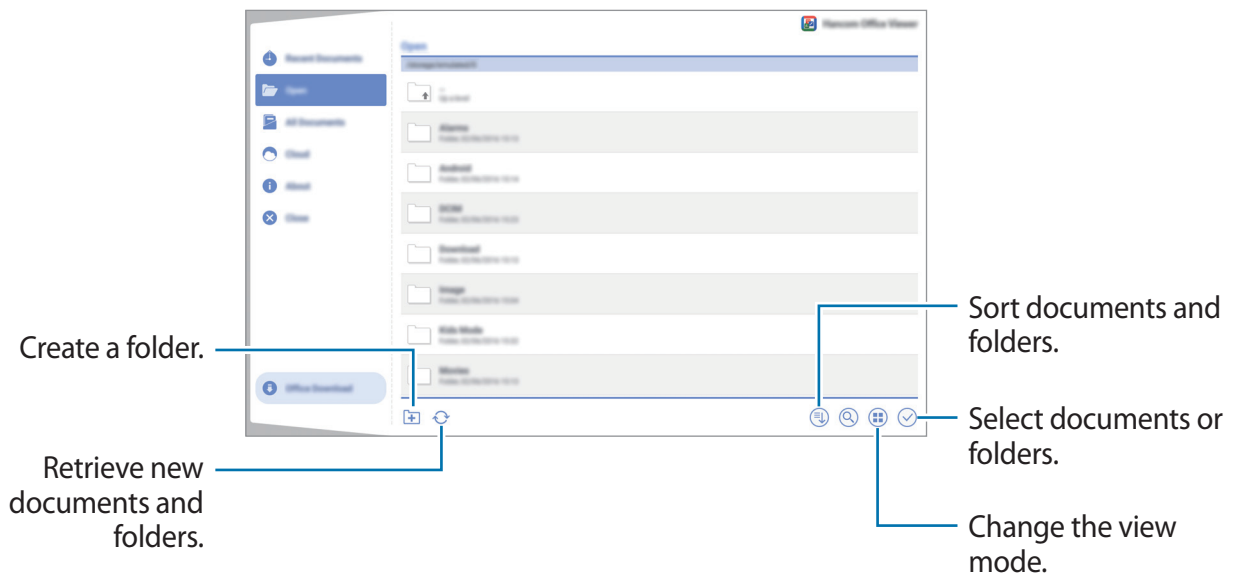 Hancom Office Viewer
Open
Recent Documents
Open
Up a level
All Documents
Alarms
Cloud
Android
About
DCIM
Close
Download
Image
Kids Mode
Movies
Office Download
Create a folder.
Retrieve new
documents and
folders.
Sort documents and
folders.
Select documents or
folders.
Change the view
mode.